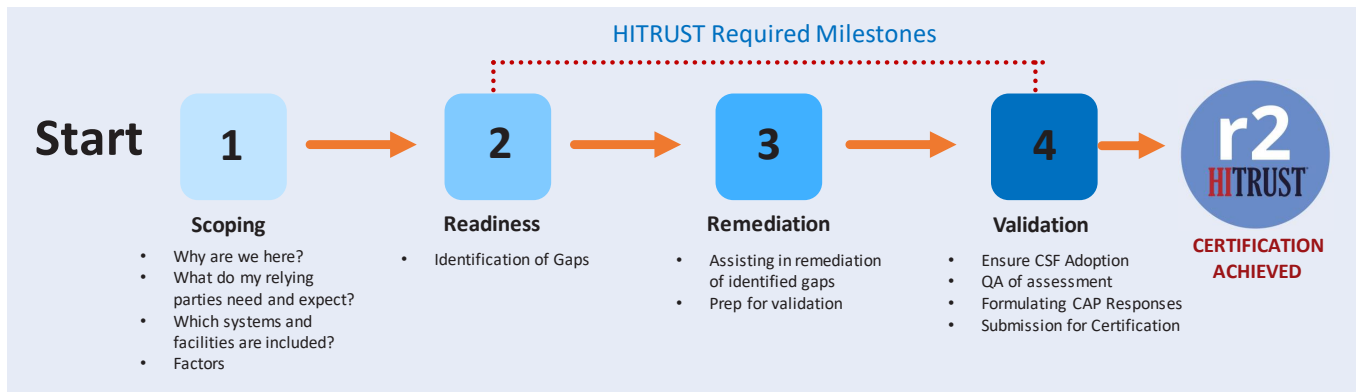 HITRUST Required Milestones
Start
1
2
3
4
r2
HITRUST
Scoping
• Why are we here?
• What do my relying
parties need and expect?
• Which systems and
facilities are included?
• Factors
Readiness
• Identification of Gaps
Remediation
• Assisting in remediation
of identified gaps
• Prep for validation
Validation
• Ensure CSF Adoption
• QA of assessment
• Formulating CAP Responses
• Submission for Certification
CERTIFICATION
ACHIEVED